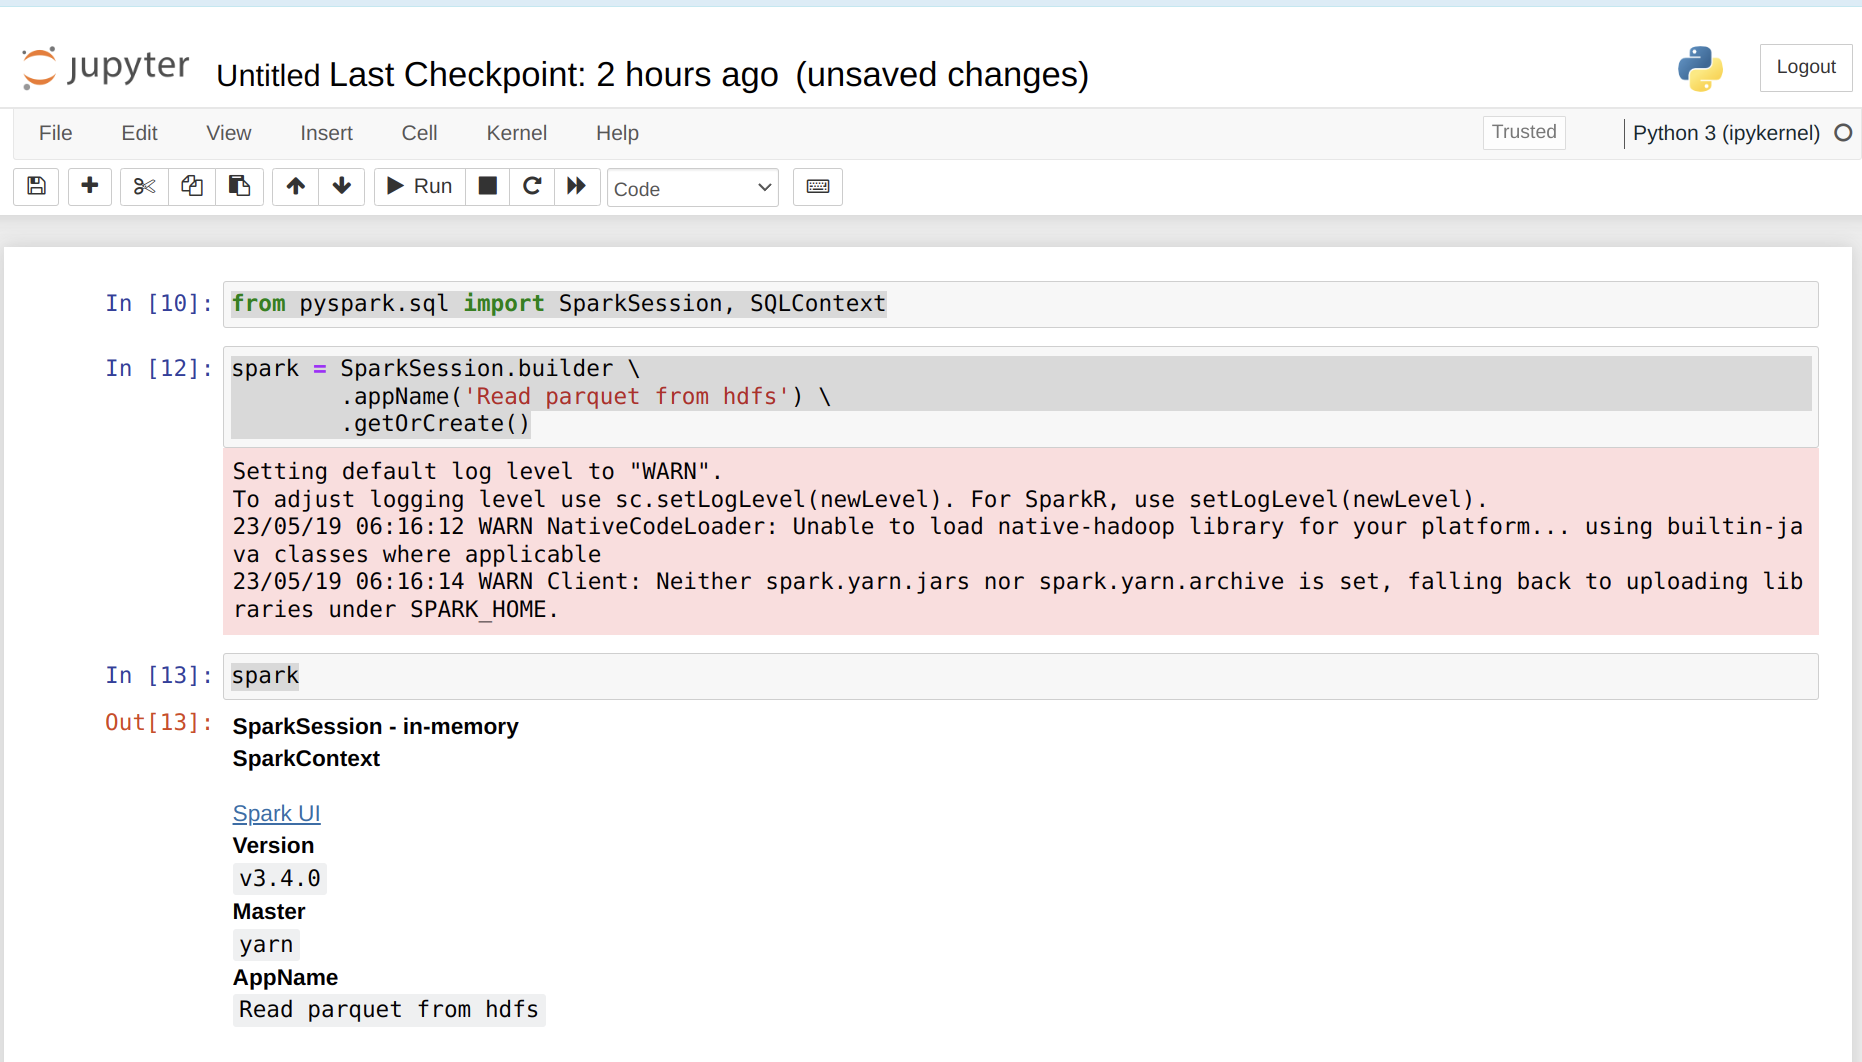 jupyter Untitled Last Checkpoint: 2 hours ago (unsaved changes) Logout
File Edit View Insert Cell Kernel Help Trusted Python 3 (ipykernel)
Run Code
In [10]: from pyspark.sql import SparkSession, SQLContext
In [12]: spark = SparkSession.builder \
.appName('Read parquet from hdfs') \
.getOrCreate()
Setting default log level to "WARN".
To adjust logging level use sc.setLogLevel(newLevel). For SparkR, use setLogLevel(newLevel).
23/05/19 06:16:12 WARN NativeCodeLoader: Unable to load native-hadoop library for your platform... using builtin-ja
va classes where applicable
23/05/19 06:16:14 WARN Client: Neither spark.yarn.jars nor spark.yarn.archive is set, falling back to uploading lib
raries under SPARK_HOME.
In [13]: spark
Out[13]: SparkSession - in-memory
SparkContext
Spark UI
Version
v3.4.0
Master
yarn
AppName
Read parquet from hdfs